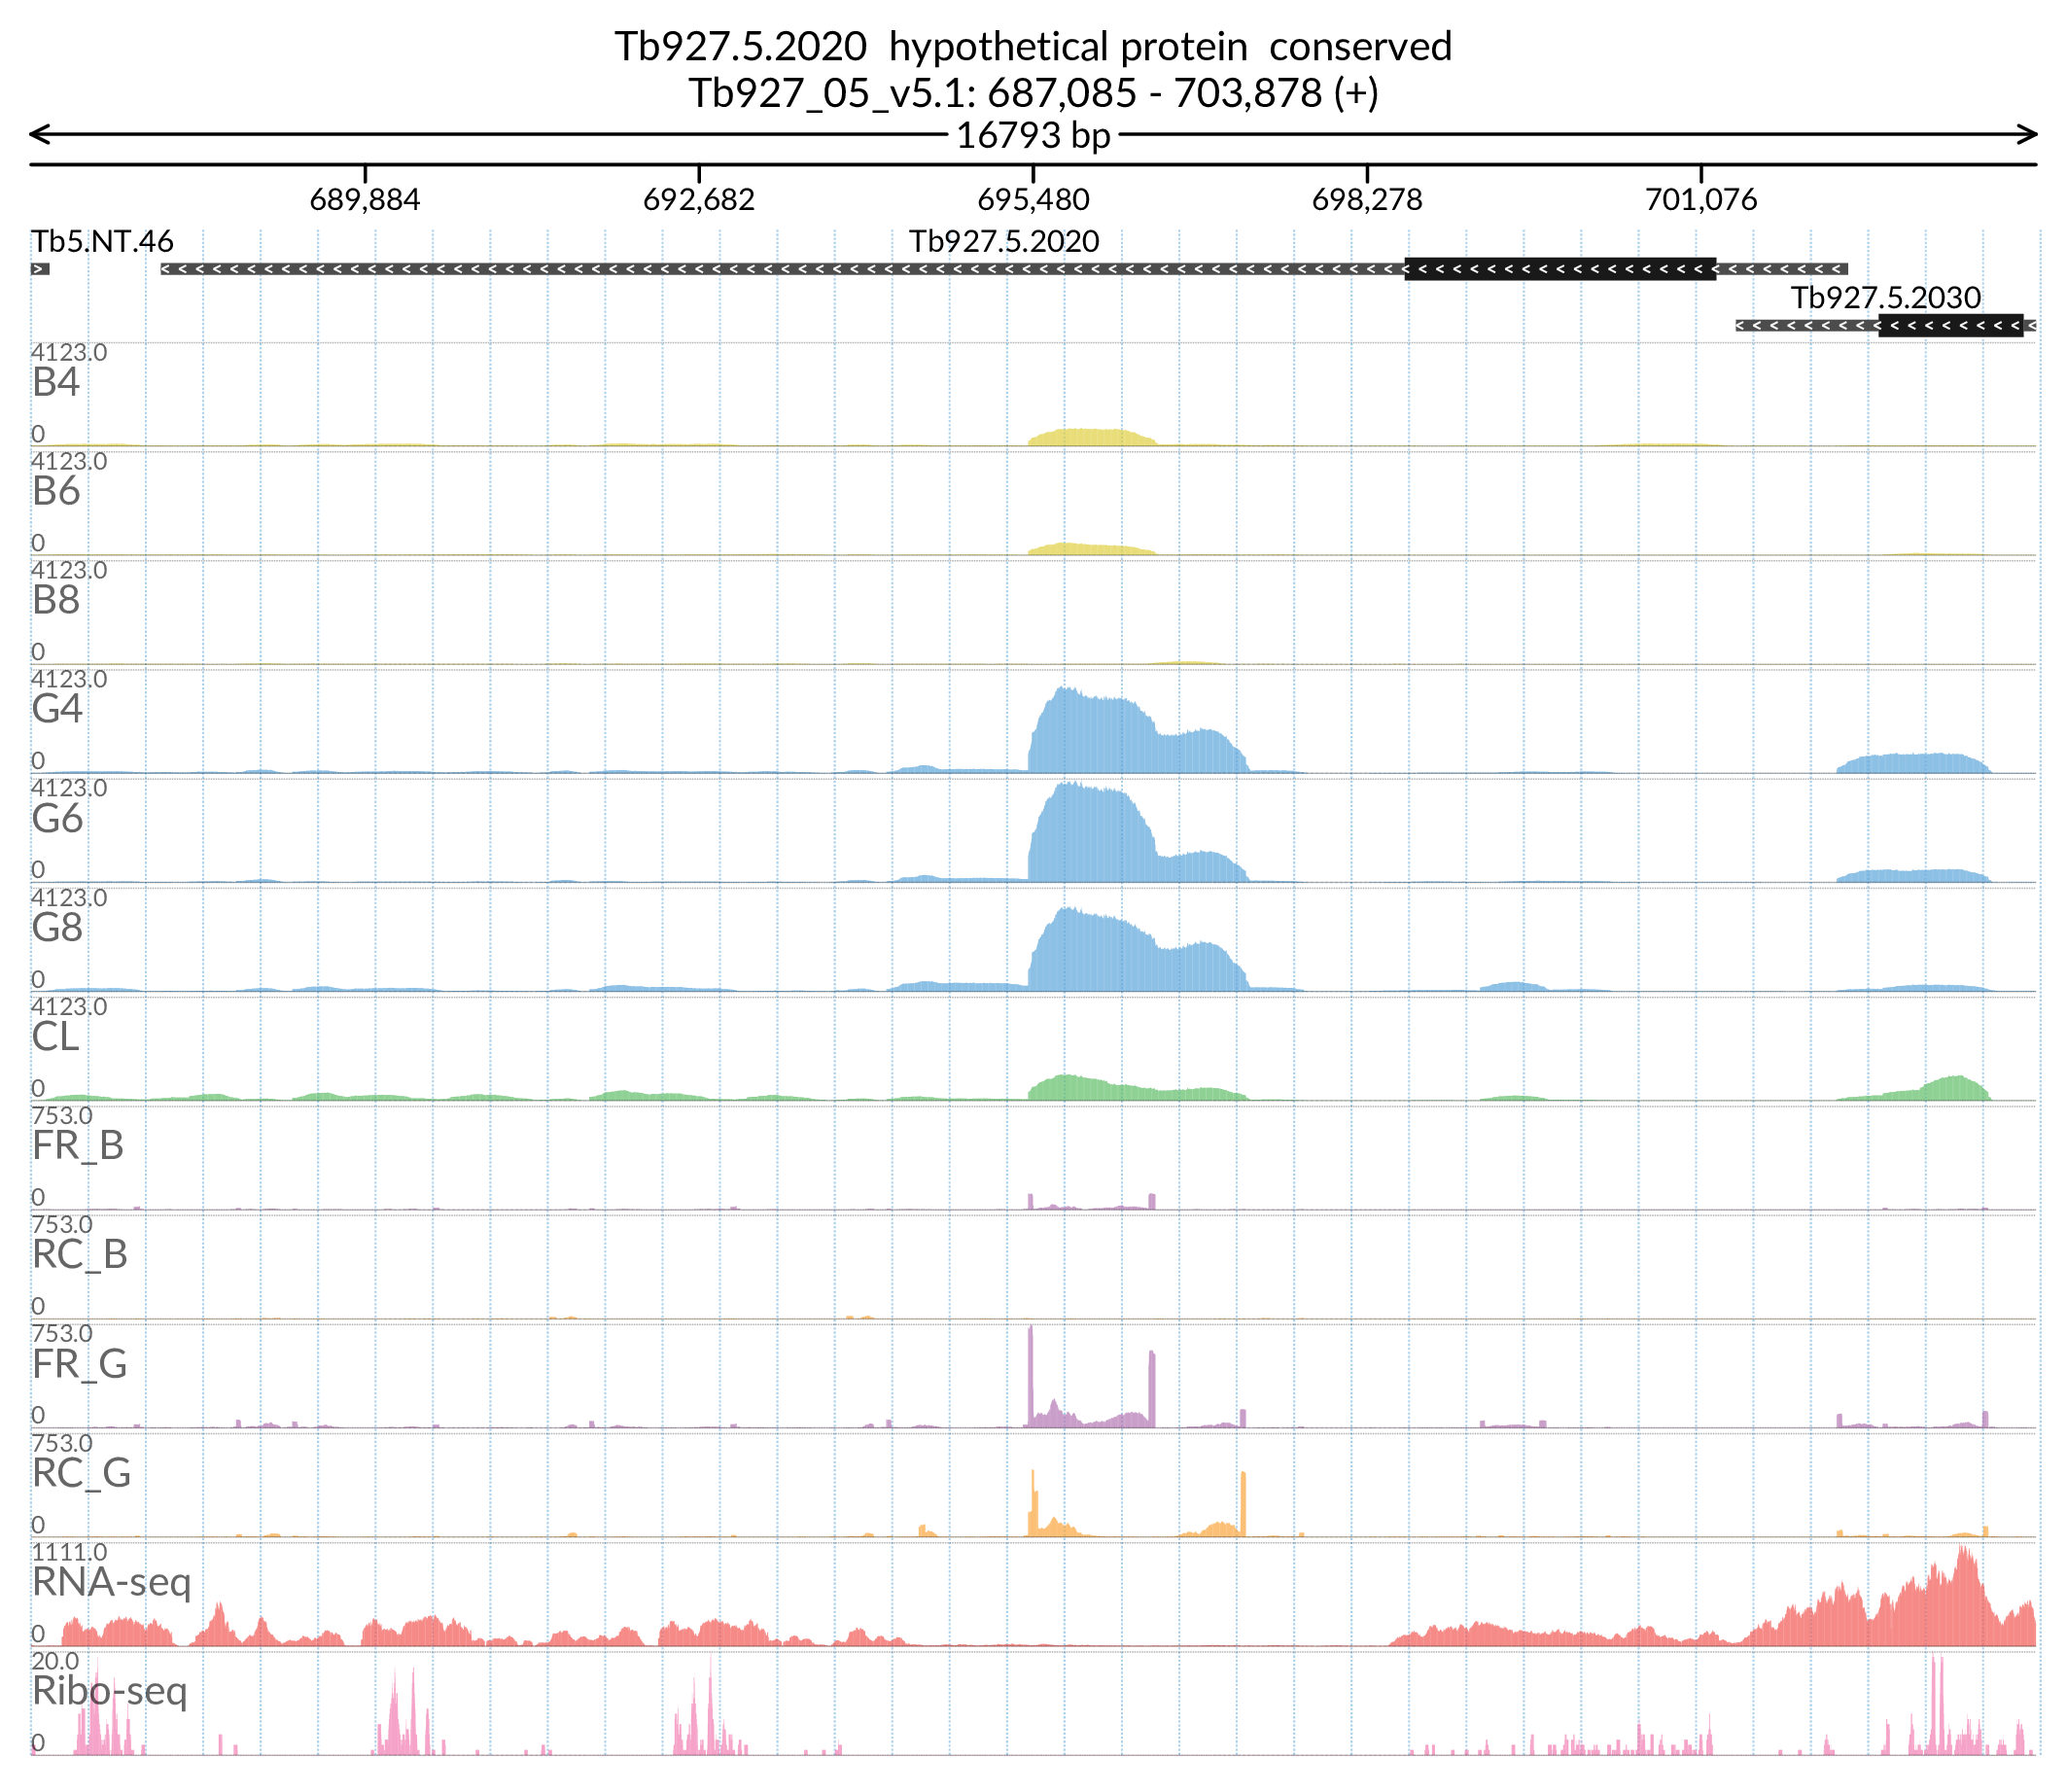 Tb927.5.2020  hypothetical protein  conserved
Tb927_05_v5.1: 687,085 - 703,878 (+)
16793 bp
689,884 692,682 695,480 698,278 701,076
Tb5.NT.46 Tb927.5.2020
Tb927.5.2030
4123.0
B4
0
4123.0
B6
0
4123.0
B8
0
4123.0
G4
0
4123.0
G6
0
4123.0
G8
0
4123.0
CL
0
753.0
FR_B
0
753.0
RC_B
0
753.0
FR_G
0
753.0
RC_G
0
1111.0
RNA-seq
0
20.0
Ribo-seq
0